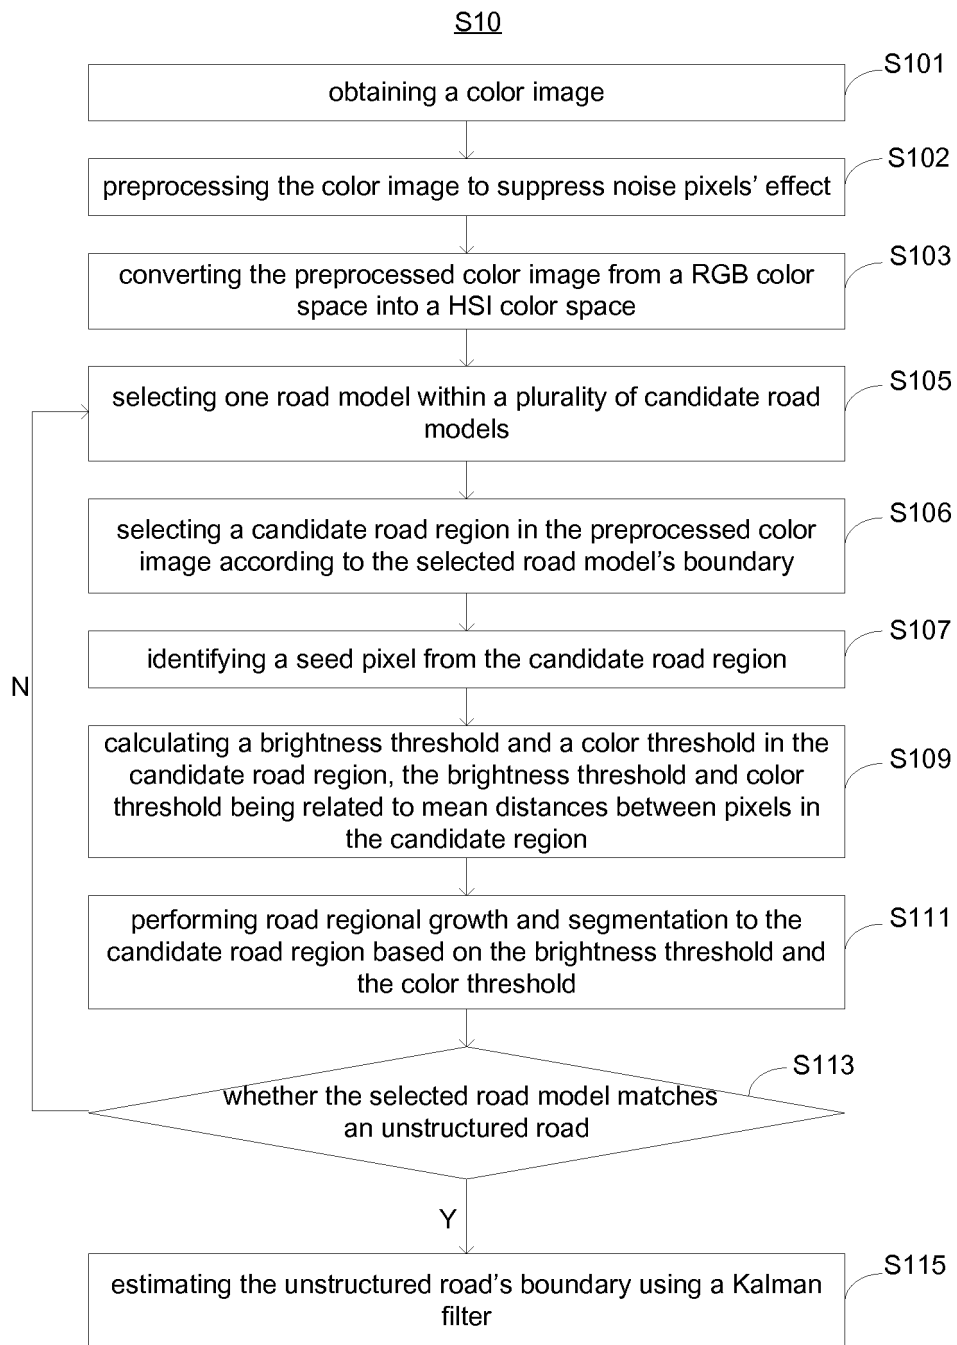 S10
S101
obtaining a color image
S102
preprocessing the color image to suppress noise pixels’ effect
S103
converting the preprocessed color image from a RGB color
space into a HSI color space
S105
selecting one road model within a plurality of candidate road
models
S106
selecting a candidate road region in the preprocessed color
image according to the selected road model’s boundary
S107
identifying a seed pixel from the candidate road region
N
S109
calculating a brightness threshold and a color threshold in the
candidate road region, the brightness threshold and color
threshold being related to mean distances between pixels in
the candidate region
S111
performing road regional growth and segmentation to the
candidate road region based on the brightness threshold and
the color threshold
S113
whether the selected road model matches
an unstructured road
Y
S115
estimating the unstructured road’s boundary using a Kalman
filter